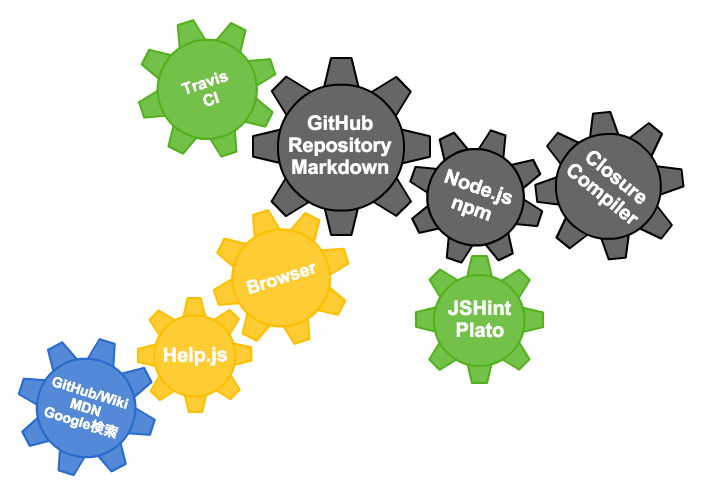 Travis
CI
GitHub
Repository
Markdown
Node.js
npm
Closure
Compiler
Browser
JSHint
Plato
Help.js
GitHub/Wiki
MDN
Google検索